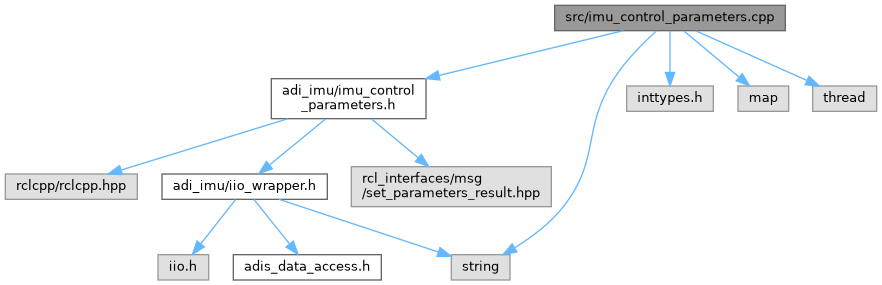 src/imu_control_parameters.cpp
adi_imu/imu_control
_parameters.h
inttypes.h
map
thread
rclcpp/rclcpp.hpp
adi_imu/iio_wrapper.h
rcl_interfaces/msg
/set_parameters_result.hpp
iio.h
adis_data_access.h
string